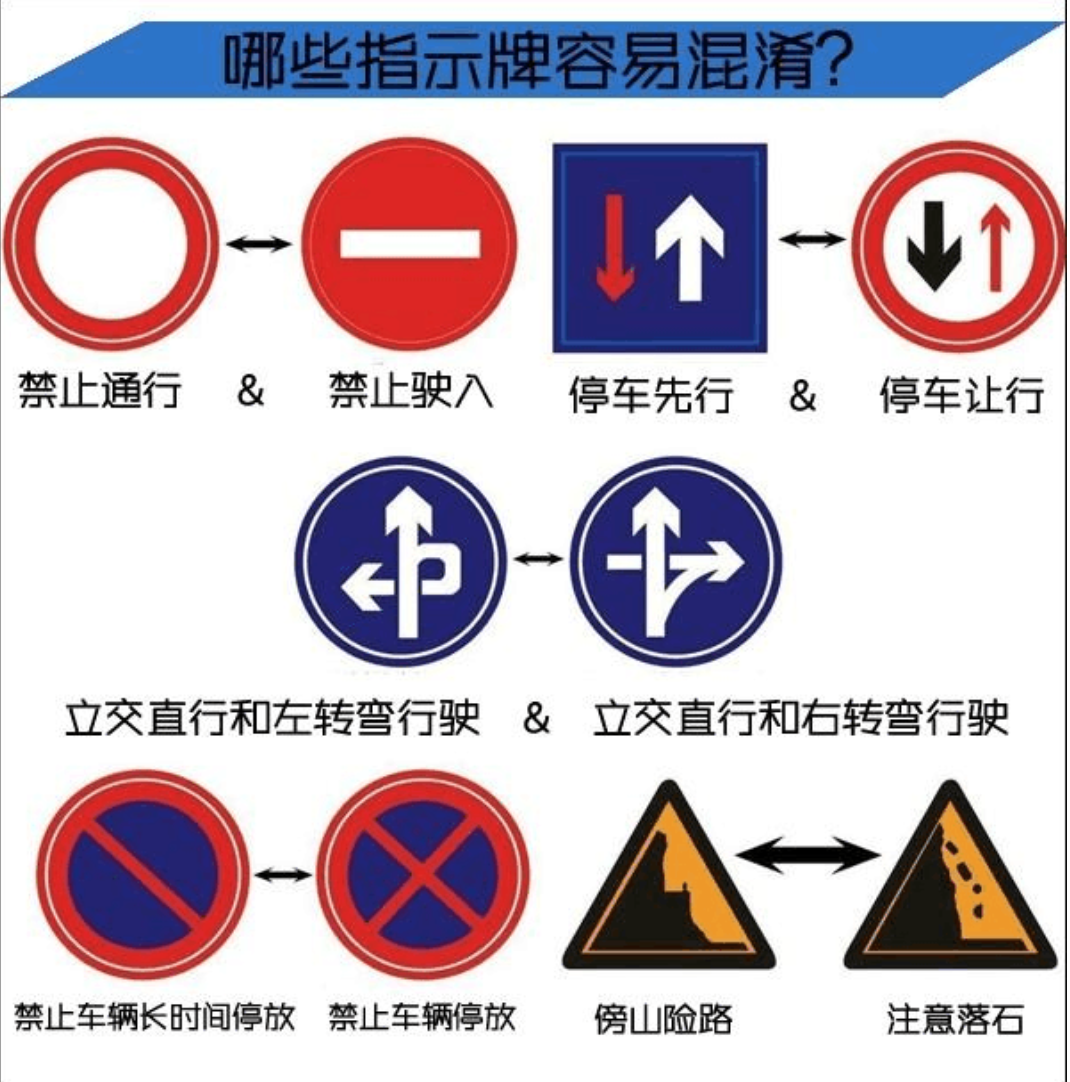 哪些指示牌容易混淆?
禁止通行 & 禁止驶入 停车先行 & 停车让行
立交直行和左转弯行驶 & 立交直行和右转弯行驶
禁止车辆长时间停放 禁止车辆停放 傍山险路 注意落石